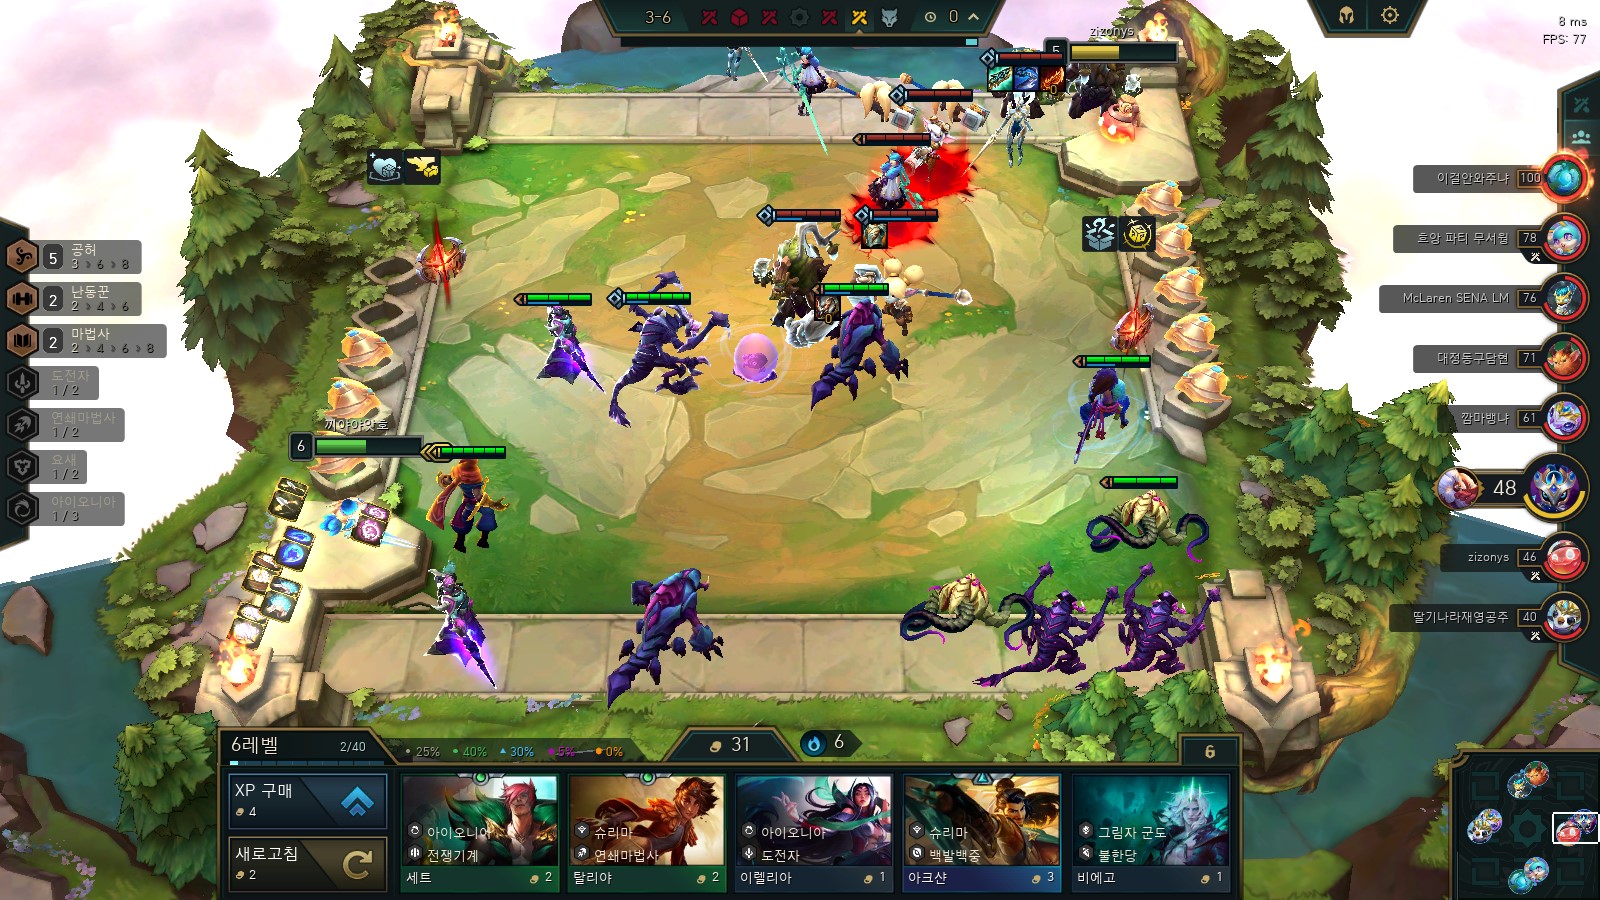 3-6
0
8 ms
FPS: 77
zizonys
5
0
5
공허
3 › 6 › 8
2
난동꾼
2 › 4 › 6
2
마법사
2 › 4 › 6 › 8
도전자
1 / 2
연쇄마법사
1 / 2
요새
1 / 2
아이오니아
1 / 3
6
0
이결안와주냐
100
흐앙 파티 무서워
78
McLaren SENA LM
76
대정동구담현
71
깜마뱅냐
61
48
zizonys
46
딸기나라재영공주
40
6레벨
2/40
25%
40%
30%
5%
0%
31
6
6
XP 구매
4
새로고침
2
아이오니아
전쟁기계
세트
2
슈리마
연쇄마법사
탈리야
2
아이오니아
도전자
이렐리아
1
슈리마
백발백중
아크샨
3
그림자 군도
불한당
비에고
1